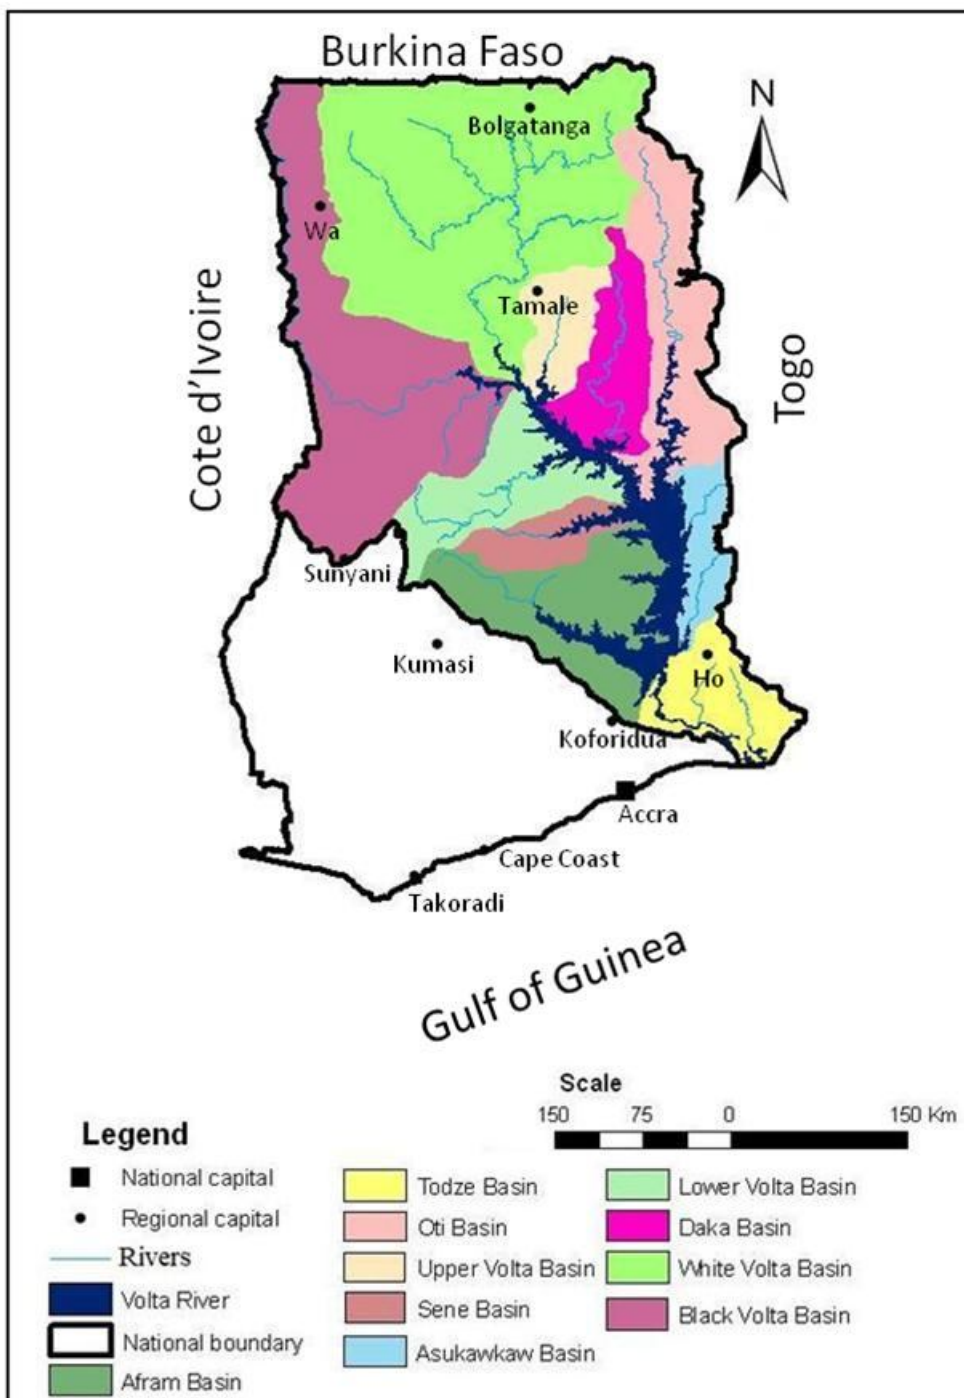 Burkina Faso
N
Bolgatanga
Wa
Cote d'Ivoire
Tamale
Togo
Sunyani
Kumasi
Ho
Koforidua
Accra
Cape Coast
Takoradi
Gulf of Guinea
Scale
150 75 0 150 Km
Legend
National capital
Regional capital
Rivers
Volta River
National boundary
Afram Basin
Todze Basin
Oti Basin
Upper Volta Basin
Sene Basin
Asukawkaw Basin
Lower Volta Basin
Daka Basin
White Volta Basin
Black Volta Basin